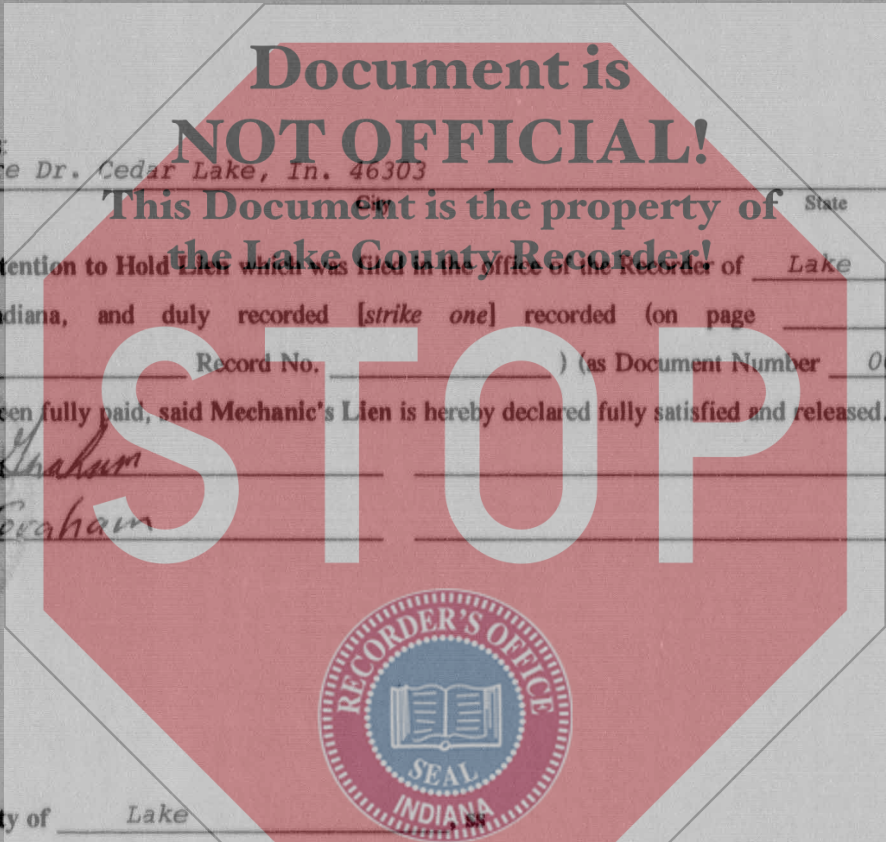 Document is
NOT OFFICIAL!
e Dr. Cedar Lake, In. 46303
This Document is the property of
City State
the Lake County Recorder!
tention to Hold Lien which was filed in the office of the Recorder of Lake
diana, and duly recorded [strike one] recorded (on page
Record No. ) (as Document Number 0
een fully paid, said Mechanic's Lien is hereby declared fully satisfied and released.
Graham
Graham
STOP
RECORDER'S OFFICE
SEAL
INDIANA
ty of Lake , ss